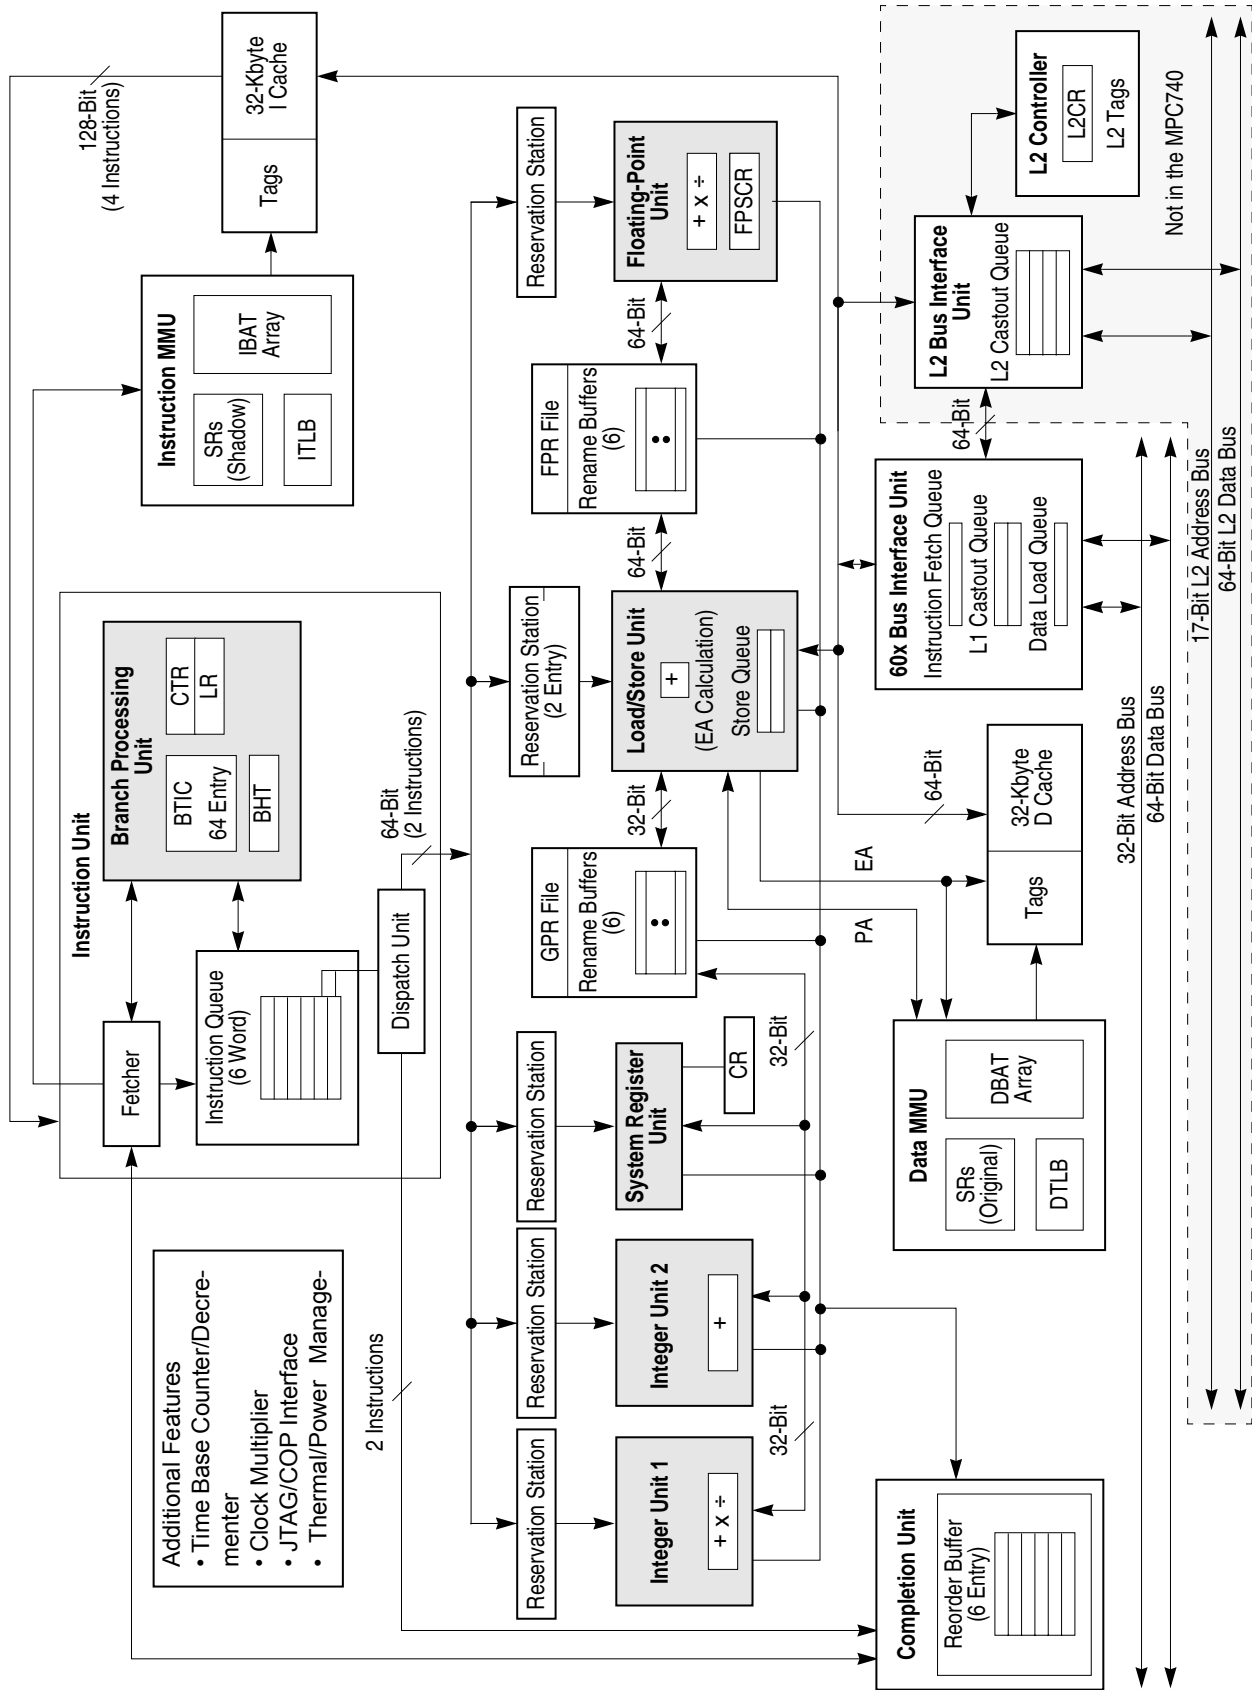 Additional Features
• Time Base Counter/Decre-
menter
• Clock Multiplier
• JTAG/COP Interface
• Thermal/Power Manage-
Instruction Unit
Fetcher
Branch Processing
Unit
BTIC
64 Entry
CTR
LR
BHT
Instruction Queue
(6 Word)
Dispatch Unit
2 Instructions
64-Bit
(2 Instructions)
Instruction MMU
SRs
(Shadow)
IBAT
Array
ITLB
128-Bit
(4 Instructions)
Tags
32-Kbyte
I Cache
Reservation Station
Reservation Station
Reservation Station
Reservation Station
(2 Entry)
Reservation Station
Integer Unit 1
+ x ÷
Integer Unit 2
+
System Register
Unit
CR
32-Bit
32-Bit
GPR File
Rename Buffers
(6)
32-Bit
Load/Store Unit
+
(EA Calculation)
Store Queue
64-Bit
FPR File
Rename Buffers
(6)
64-Bit
Floating-Point
Unit
+ x ÷
FPSCR
PA
EA
64-Bit
Completion Unit
Reorder Buffer
(6 Entry)
Data MMU
SRs
(Original)
DBAT
Array
DTLB
Tags
32-Kbyte
D Cache
60x Bus Interface Unit
Instruction Fetch Queue
L1 Castout Queue
Data Load Queue
64-Bit
L2 Bus Interface
Unit
L2 Castout Queue
L2 Controller
L2CR
L2 Tags
Not in the MPC740
32-Bit Address Bus
64-Bit Data Bus
17-Bit L2 Address Bus
64-Bit L2 Data Bus